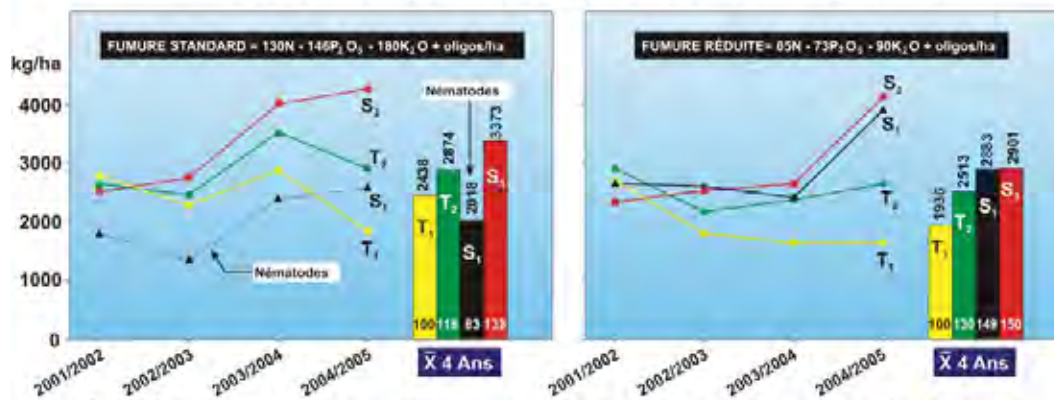 FUMURE STANDARD = 130N - 146P2O5 - 180K2O + oligos/ha
kg/ha
4000
3000
2000
1000
0
Nématodes
S2
T2
S1
T1
Nématodes
2438
2874
2018
3373
T1
T2
S1
S2
100
118
83
133
2001/2002
2002/2003
2003/2004
2004/2005
X̅ 4 Ans
FUMURE RÉDUITE= 65N - 73P2O5 - 90K2O + oligos/ha
S2
S1
T2
T1
1935
2513
2883
2901
T1
T2
S1
100
130
149
150
2001/2002
2002/2003
2003/2004
2004/2005
X̅ 4 Ans